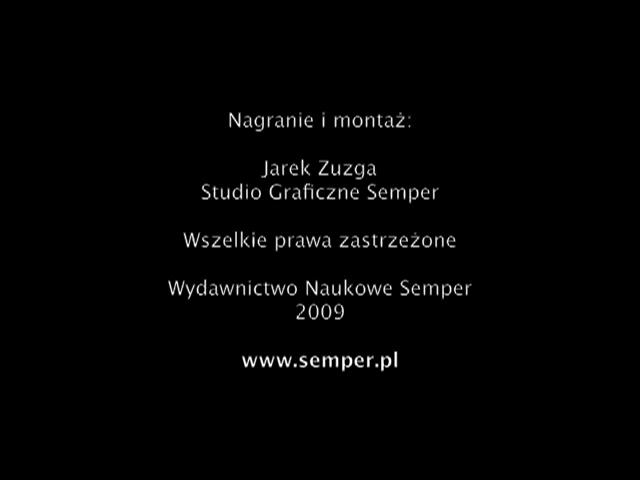 Nagranie i montaż:
Jarek Zuzga
Studio Graficzne Semper
Wszelkie prawa zastrzeżone
Wydawnictwo Naukowe Semper
2009
www.semper.pl